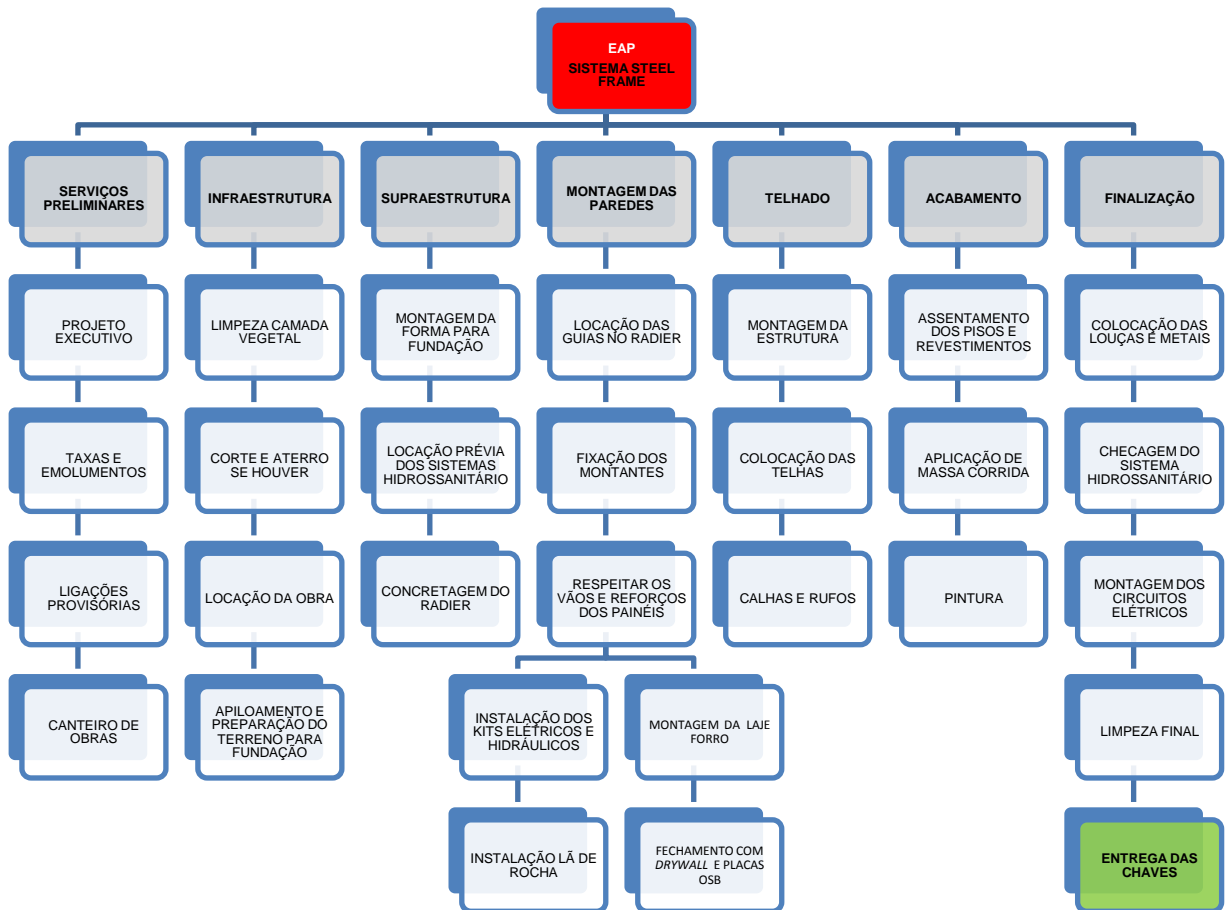 EAP
SISTEMA STEEL
FRAME
SERVIÇOS
PRELIMINARES
INFRAESTRUTURA
SUPRAESTRUTURA
MONTAGEM DAS
PAREDES
TELHADO
ACABAMENTO
FINALIZAÇÃO
PROJETO
EXECUTIVO
LIMPEZA CAMADA
VEGETAL
MONTAGEM DA
FORMA PARA
FUNDAÇÃO
LOCAÇÃO DAS
GUIAS NO RADIER
MONTAGEM DA
ESTRUTURA
ASSENTAMENTO
DOS PISOS E
REVESTIMENTOS
COLOCAÇÃO DAS
LOUÇAS E METAIS
TAXAS E
EMOLUMENTOS
CORTE E ATERRO
SE HOUVER
LOCAÇÃO PRÉVIA
DOS SISTEMAS
HIDROSSANITÁRIO
FIXAÇÃO DOS
MONTANTES
COLOCAÇÃO DAS
TELHAS
APLICAÇÃO DE
MASSA CORRIDA
CHECAGEM DO
SISTEMA
HIDROSSANITÁRIO
LIGAÇÕES
PROVISÓRIAS
LOCAÇÃO DA OBRA
CONCRETAGEM DO
RADIER
RESPEITAR OS
VÃOS E REFORÇOS
DOS PAINÉIS
CALHAS E RUFOS
PINTURA
MONTAGEM DOS
CIRCUITOS
ELÉTRICOS
CANTEIRO DE
OBRAS
APILOAMENTO E
PREPARAÇÃO DO
TERRENO PARA
FUNDAÇÃO
INSTALAÇÃO DOS
KITS ELÉTRICOS E
HIDRÁULICOS
MONTAGEM DA LAJE
FORRO
LIMPEZA FINAL
INSTALAÇÃO LÃ DE
ROCHA
FECHAMENTO COM
DRYWALL E PLACAS
OSB
ENTREGA DAS
CHAVES